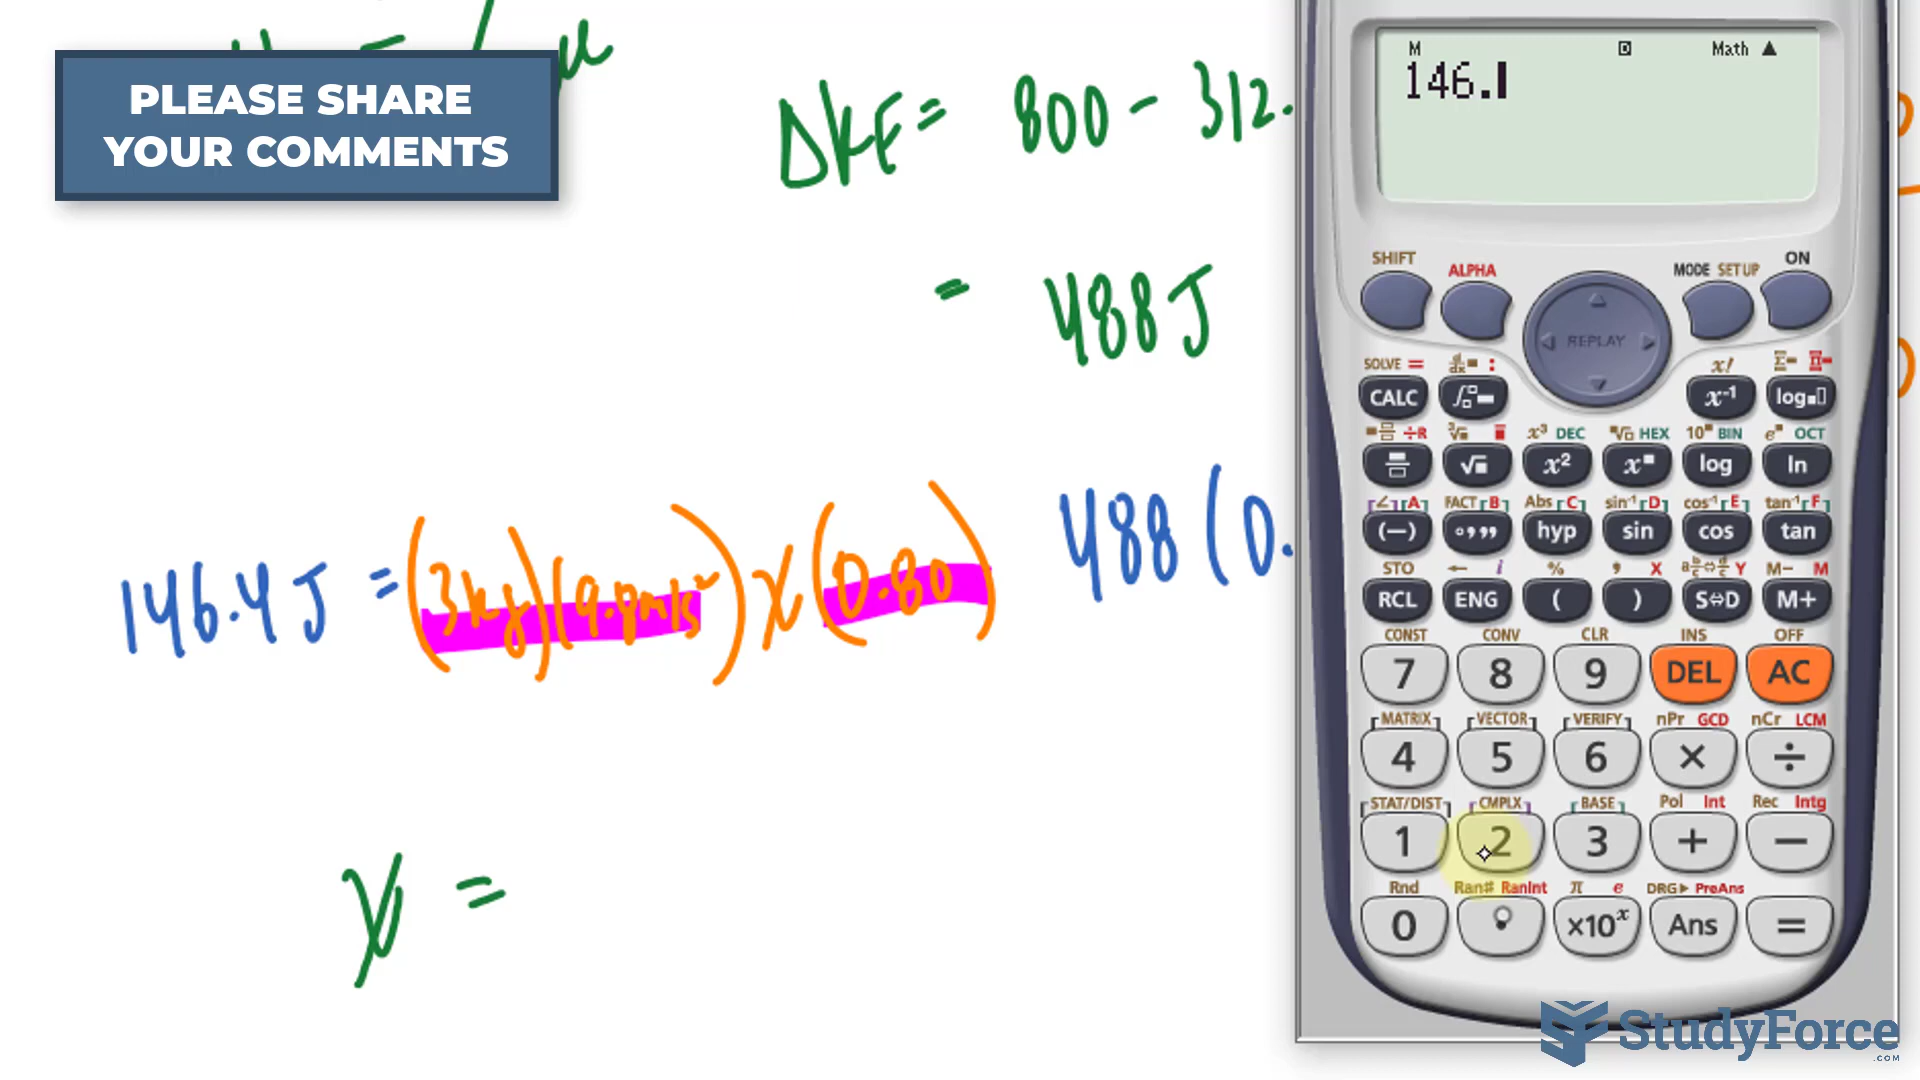 PLEASE SHARE
YOUR COMMENTS
ΔKE = 800 - 312.
= 488 J
146.4 J = (3kg)(9.8m/s²) x (0.80)
488 (0.
x =
M D Math ▲
146.
SHIFT ALPHA MODE SETUP ON
REPLAY
SOLVE = d/dx : x! Σ Π
CALC ∫ x⁻¹ log
÷R ³√ x³ DEC √ HEX 10 BIN e OCT
√ x² x log ln
∠ A FACT B Abs C sin⁻¹ D cos⁻¹ E tan⁻¹ F
(−) °,,, hyp sin cos tan
STO ← i % , X a b/c⇔d/c Y M− M
RCL ENG ( ) S⇔D M+
CONST CONV CLR INS OFF
7 8 9 DEL AC
MATRIX VECTOR VERIFY nPr GCD nCr LCM
4 5 6 × ÷
STAT/DIST CMPLX BASE Pol Int Rec Intg
1 2 3 + −
Rnd Ran# RanInt π e DRG▶ PreAns
0 . ×10ˣ Ans =
StudyForce
.COM